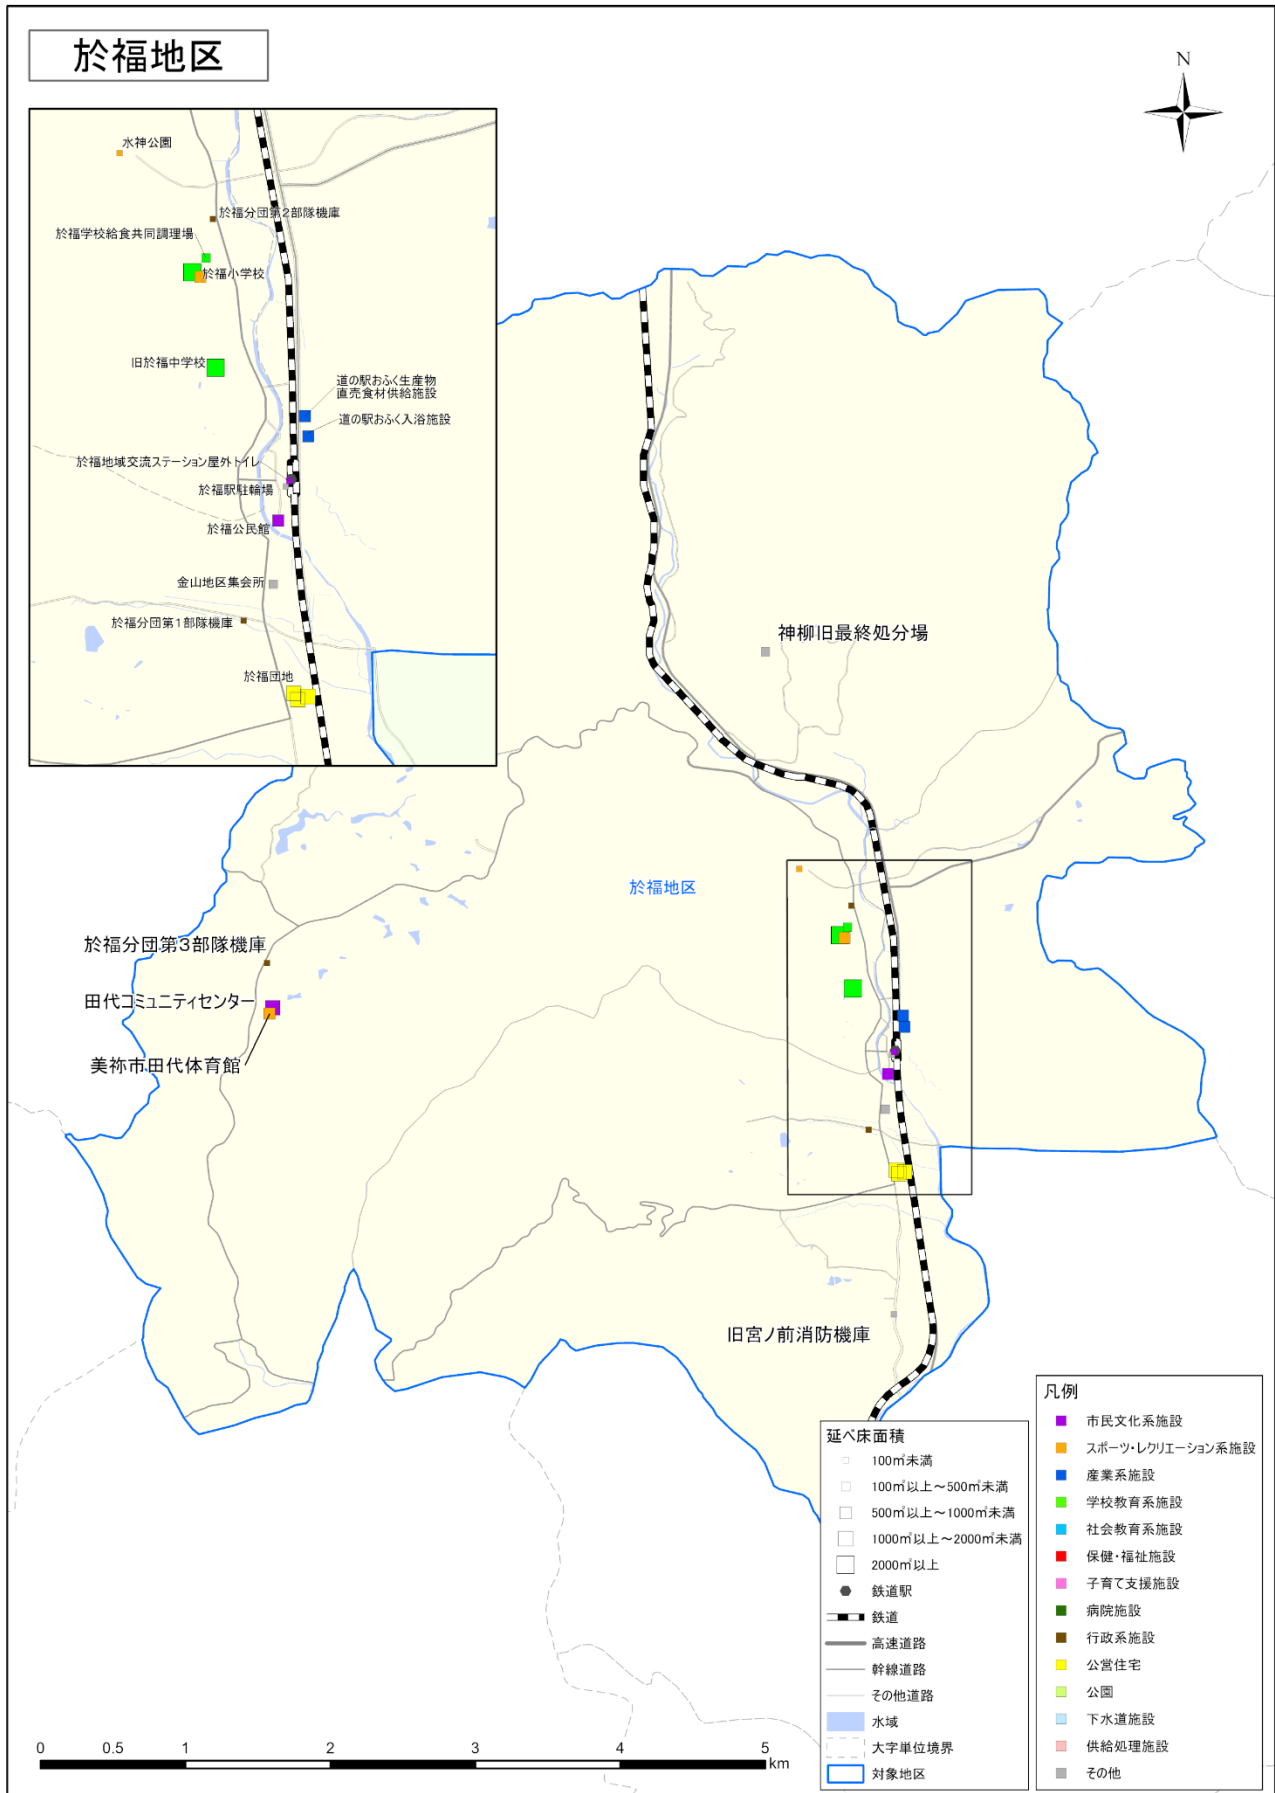 於福地区
N
水神公園
於福分団第2部隊機庫
於福学校給食共同調理場
於福小学校
旧於福中学校
道の駅おふく生産物
直売食材供給施設
道の駅おふく入浴施設
於福地域交流ステーション屋外トイレ
於福駅駐輪場
於福公民館
金山地区集会所
於福分団第1部隊機庫
於福団地
神柳旧最終処分場
於福地区
於福分団第3部隊機庫
田代コミュニティセンター
美祢市田代体育館
旧宮ノ前消防機庫
延べ床面積
100㎡未満
100㎡以上～500㎡未満
500㎡以上～1000㎡未満
1000㎡以上～2000㎡未満
2000㎡以上
鉄道駅
鉄道
高速道路
幹線道路
その他道路
水域
大字単位境界
対象地区
凡例
市民文化系施設
スポーツ・レクリエーション系施設
産業系施設
学校教育系施設
社会教育系施設
保健・福祉施設
子育て支援施設
病院施設
行政系施設
公営住宅
公園
下水道施設
供給処理施設
その他
0 0.5 1 2 3 4 5
km